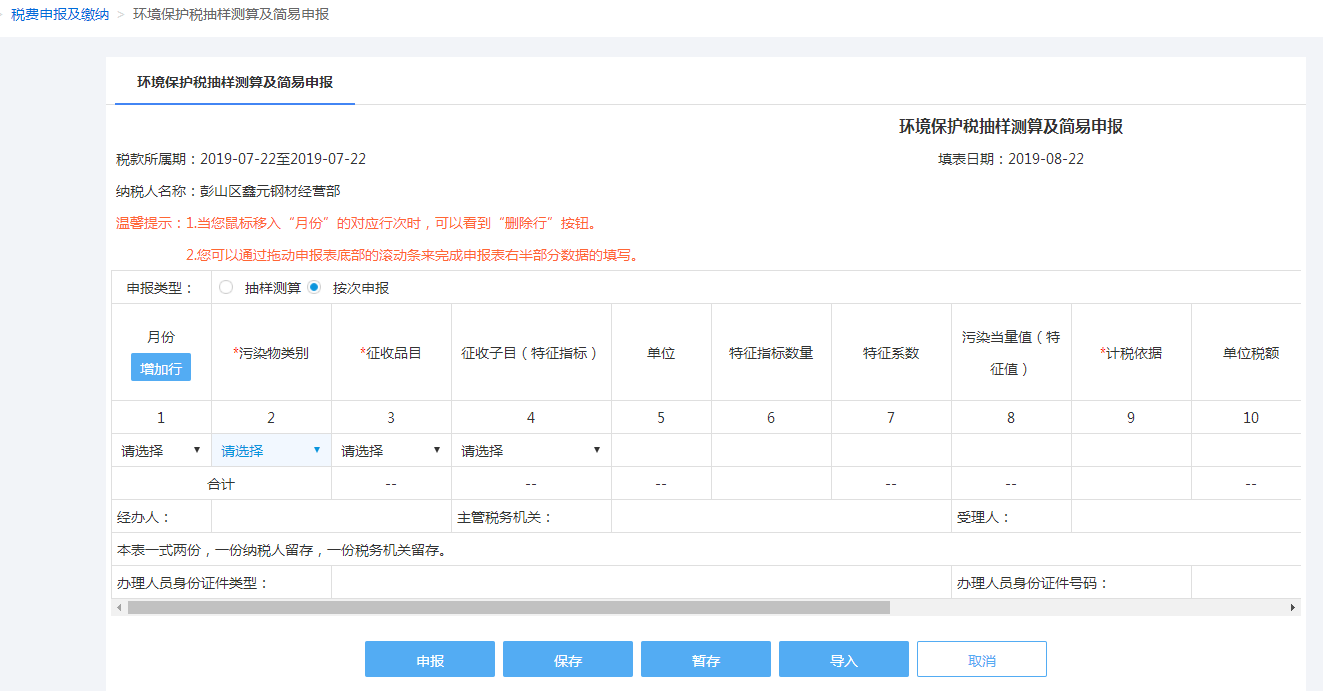 税费申报及缴纳 > 环境保护税抽样测算及简易申报
环境保护税抽样测算及简易申报
环境保护税抽样测算及简易申报
税款所属期：2019-07-22至2019-07-22 填表日期：2019-08-22
纳税人名称：彭山区鑫元钢材经营部
温馨提示：1.当您鼠标移入“月份”的对应行次时，可以看到“删除行”按钮。
2.您可以通过拖动申报表底部的滚动条来完成申报表右半部分数据的填写。
申报类型： 抽样测算 按次申报
月份 增加行 *污染物类别 *征收品目 征收子目（特征指标） 单位 特征指标数量 特征系数 污染当量值（特征值） *计税依据 单位税额
1 2 3 4 5 6 7 8 9 10
请选择 请选择 请选择 请选择
合计 -- -- -- -- -- --
经办人： 主管税务机关： 受理人：
本表一式两份，一份纳税人留存，一份税务机关留存。
办理人员身份证件类型： 办理人员身份证件号码：
申报 保存 暂存 导入 取消